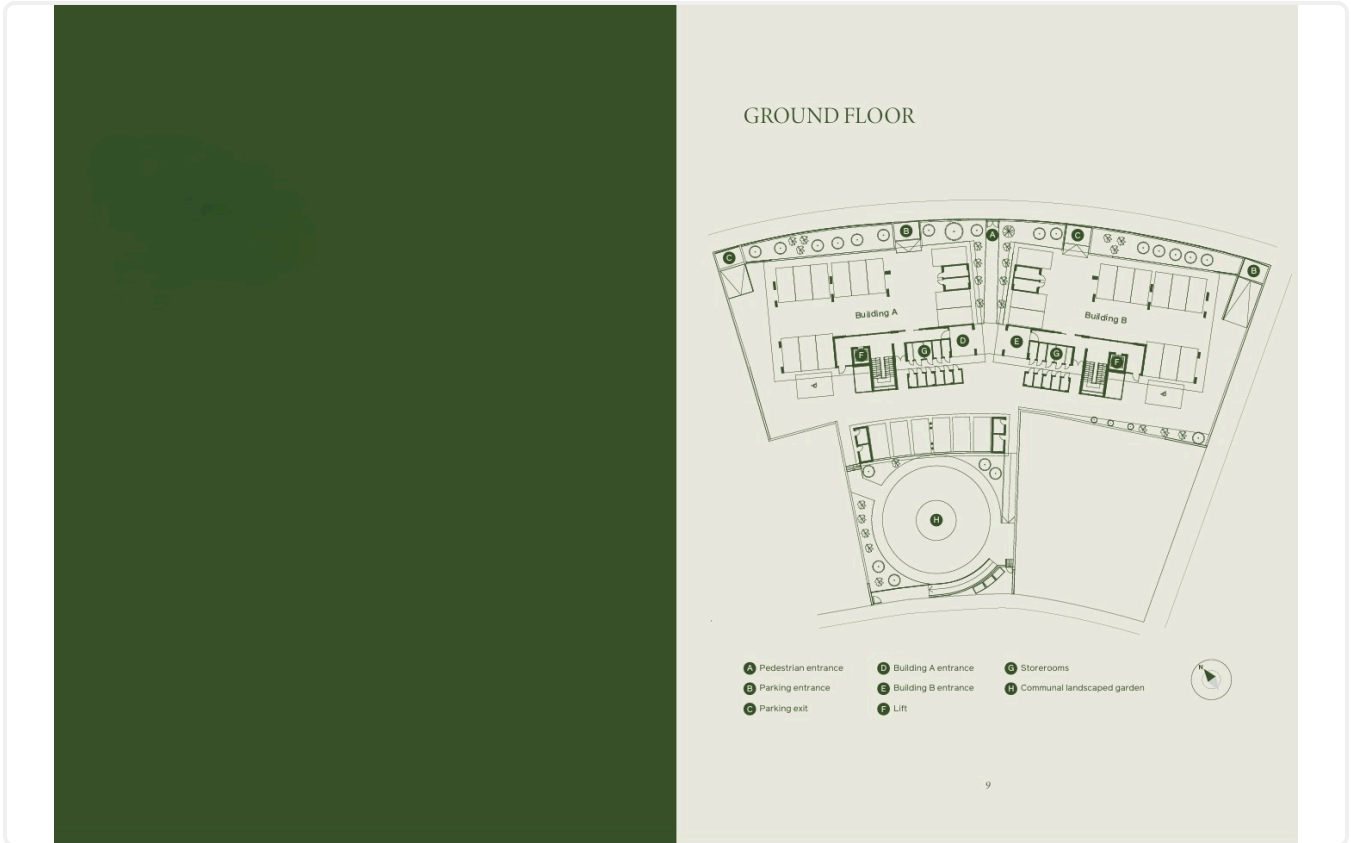 GROUND FLOOR
B
A
C
C
B
Building A
Building B
F
G
D
E
G
F
H
A Pedestrian entrance
D Building A entrance
G Storerooms
B Parking entrance
E Building B entrance
H Communal landscaped garden
C Parking exit
F Lift
N
9